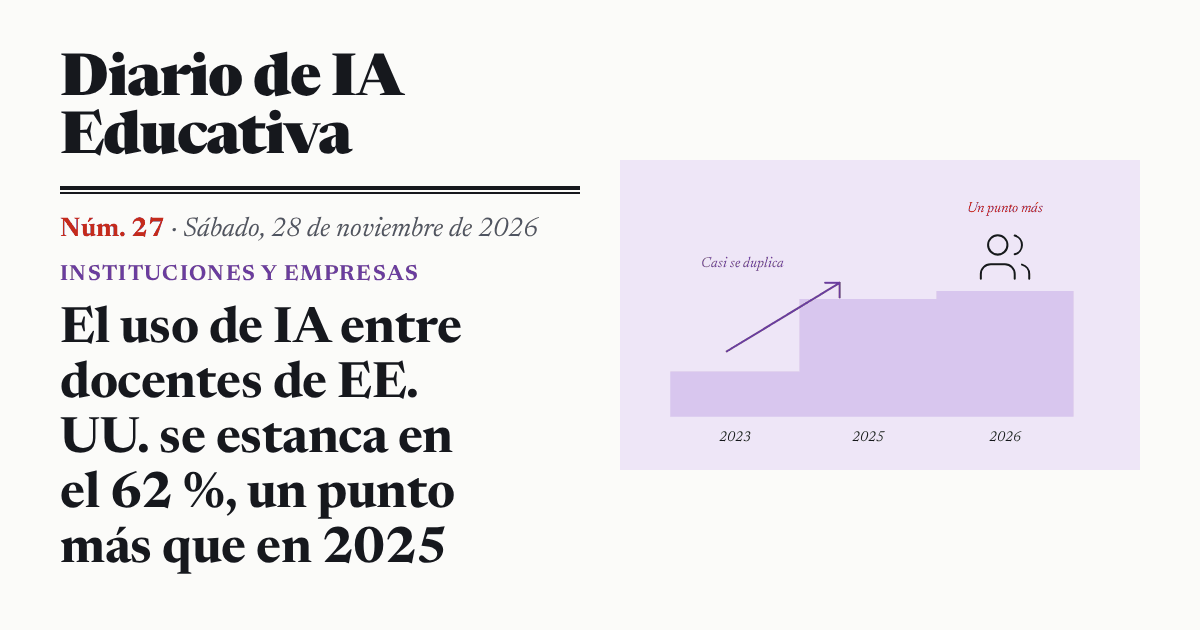 Diario de IA
Educativa
Núm. 27 · Sábado, 28 de noviembre de 2026
INSTITUCIONES Y EMPRESAS
El uso de IA entre
docentes de EE.
UU. se estanca en
el 62 %, un punto
más que en 2025
Un punto más
Casi se duplica
2023
2025
2026